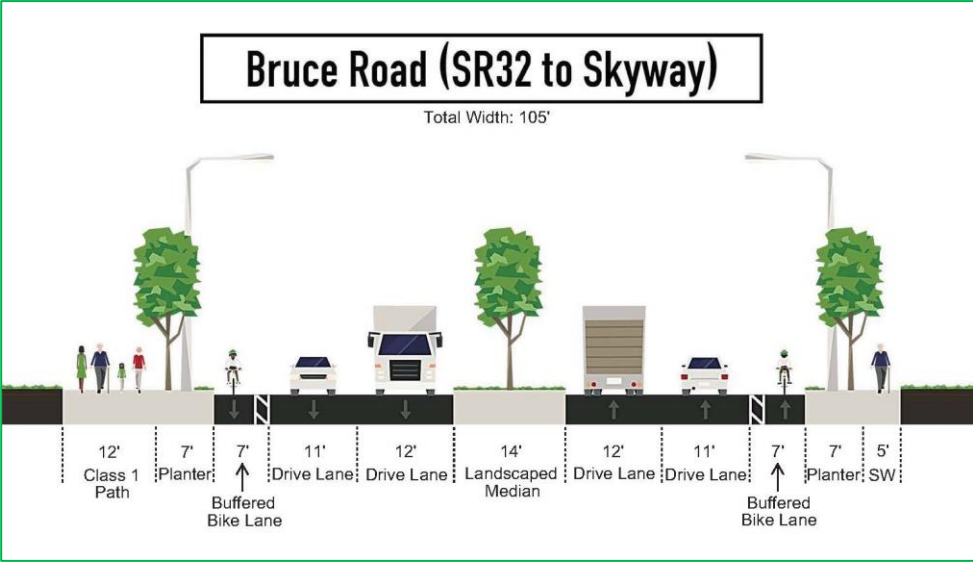 Bruce Road (SR32 to Skyway)
Total Width: 105'
12' 7' 7' 11' 12' 14' 12' 11' 7' 7' 5'
Class 1 Planter Drive Lane Drive Lane Landscaped Drive Lane Drive Lane Planter SW
Path Median
Buffered Buffered
Bike Lane Bike Lane